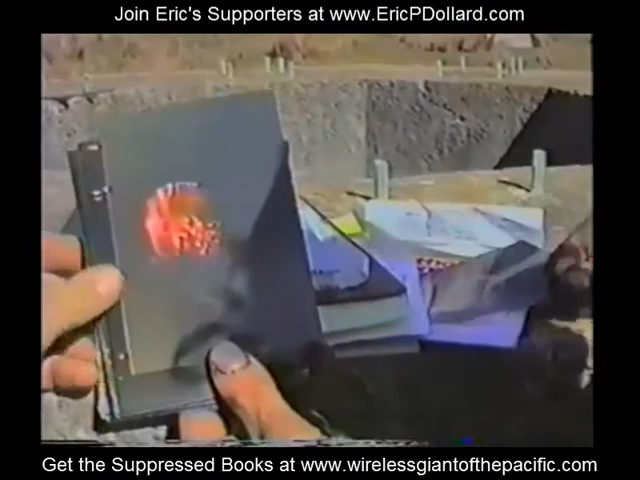 Join Eric's Supporters at www.EricPDollard.com
Get the Suppressed Books at www.wirelessgiantofthepacific.com